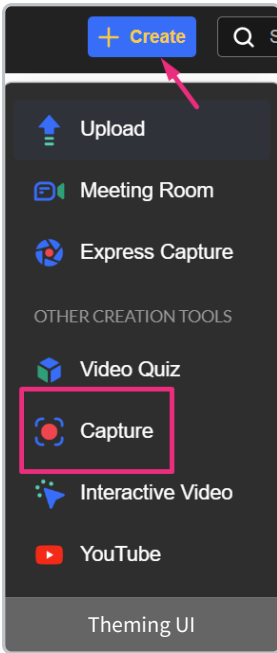 + Create
Upload
Meeting Room
Express Capture
OTHER CREATION TOOLS
Video Quiz
Capture
Interactive Video
YouTube
Theming UI